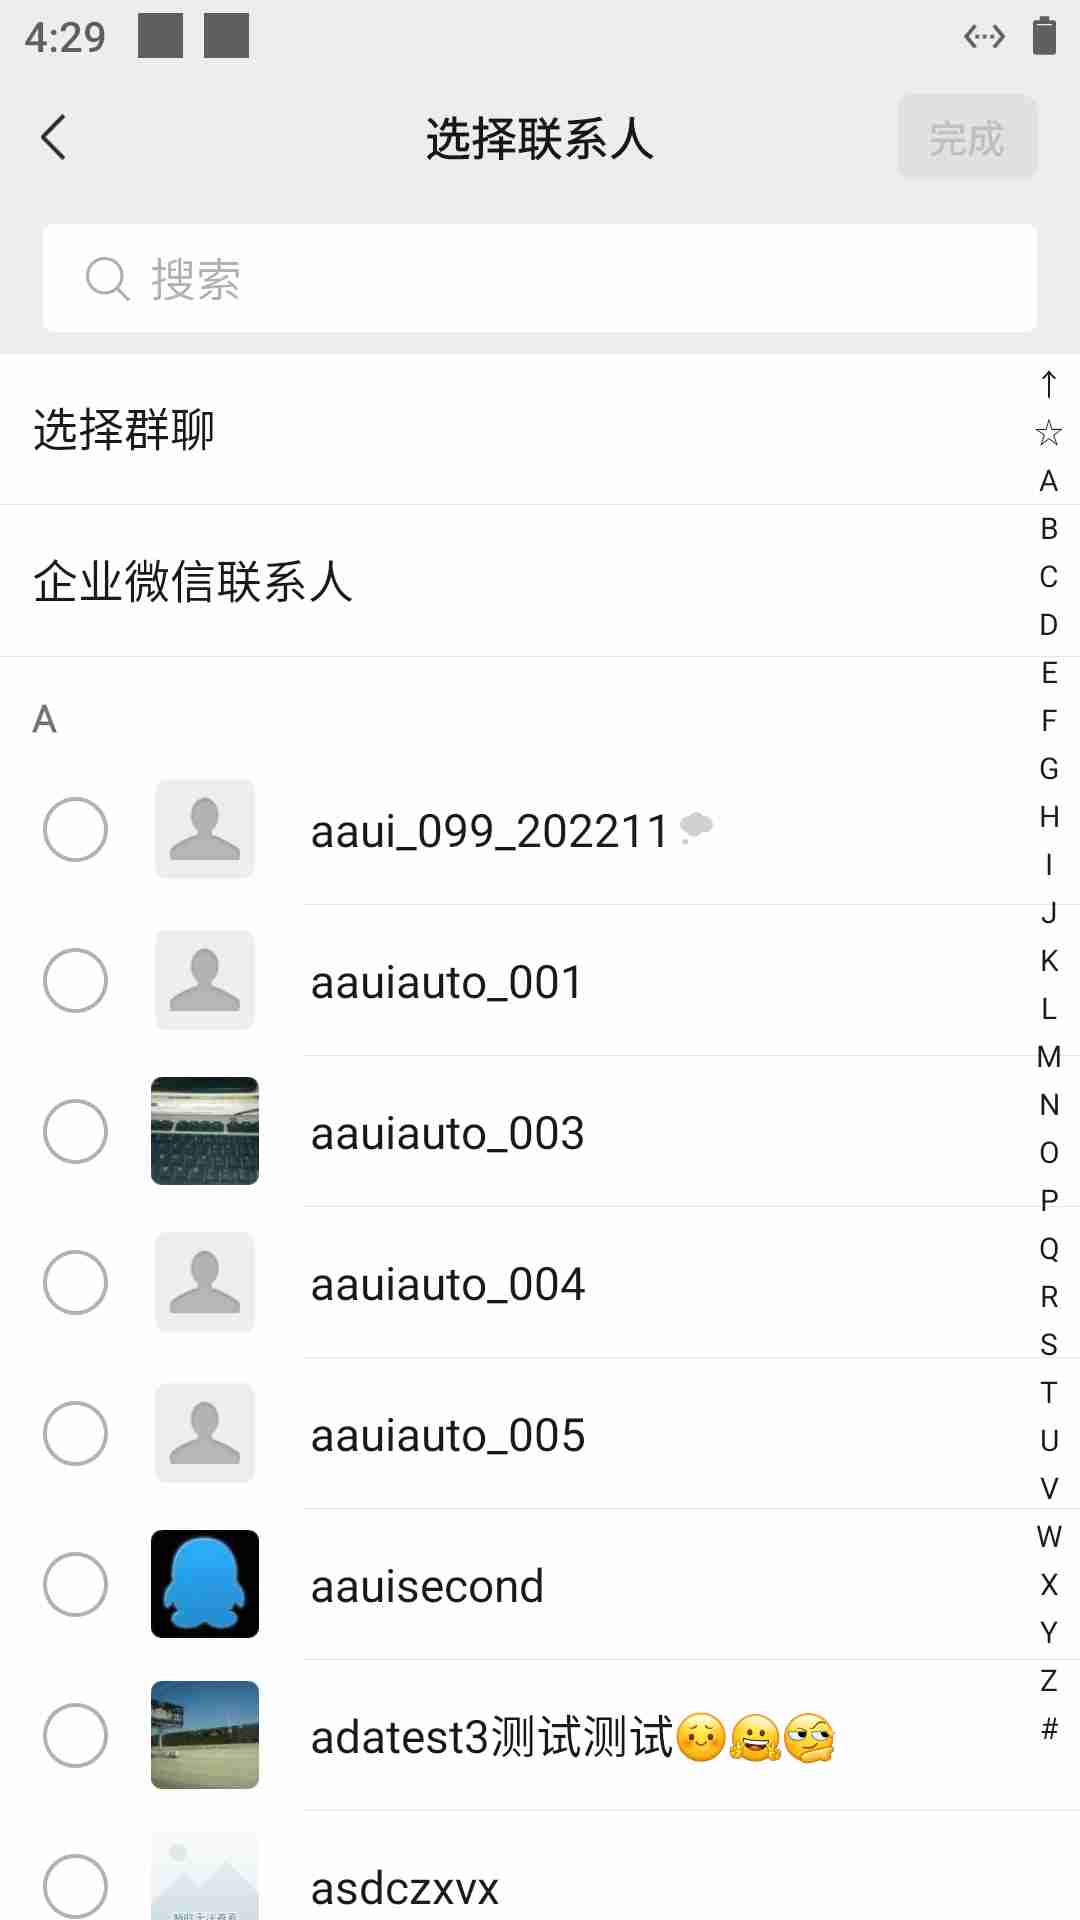 4:29
选择联系人
完成
搜索
选择群聊
企业微信联系人
A
aaui_099_202211
aauiauto_001
aauiauto_003
aauiauto_004
aauiauto_005
aauisecond
adatest3测试测试😌🤗🤔
asdczxvx
↑
☆
A
B
C
D
E
F
G
H
I
J
K
L
M
N
O
P
Q
R
S
T
U
V
W
X
Y
Z
#